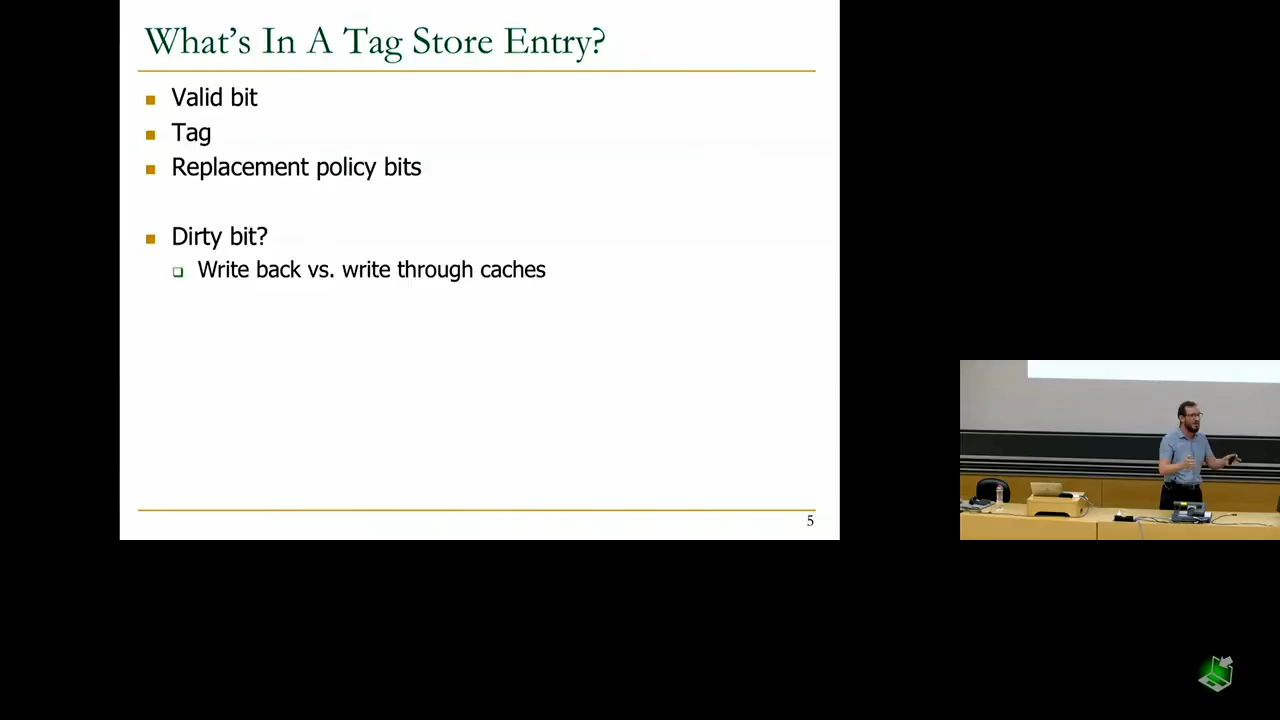 What's In A Tag Store Entry?
Valid bit
Tag
Replacement policy bits
Dirty bit?
Write back vs. write through caches
5